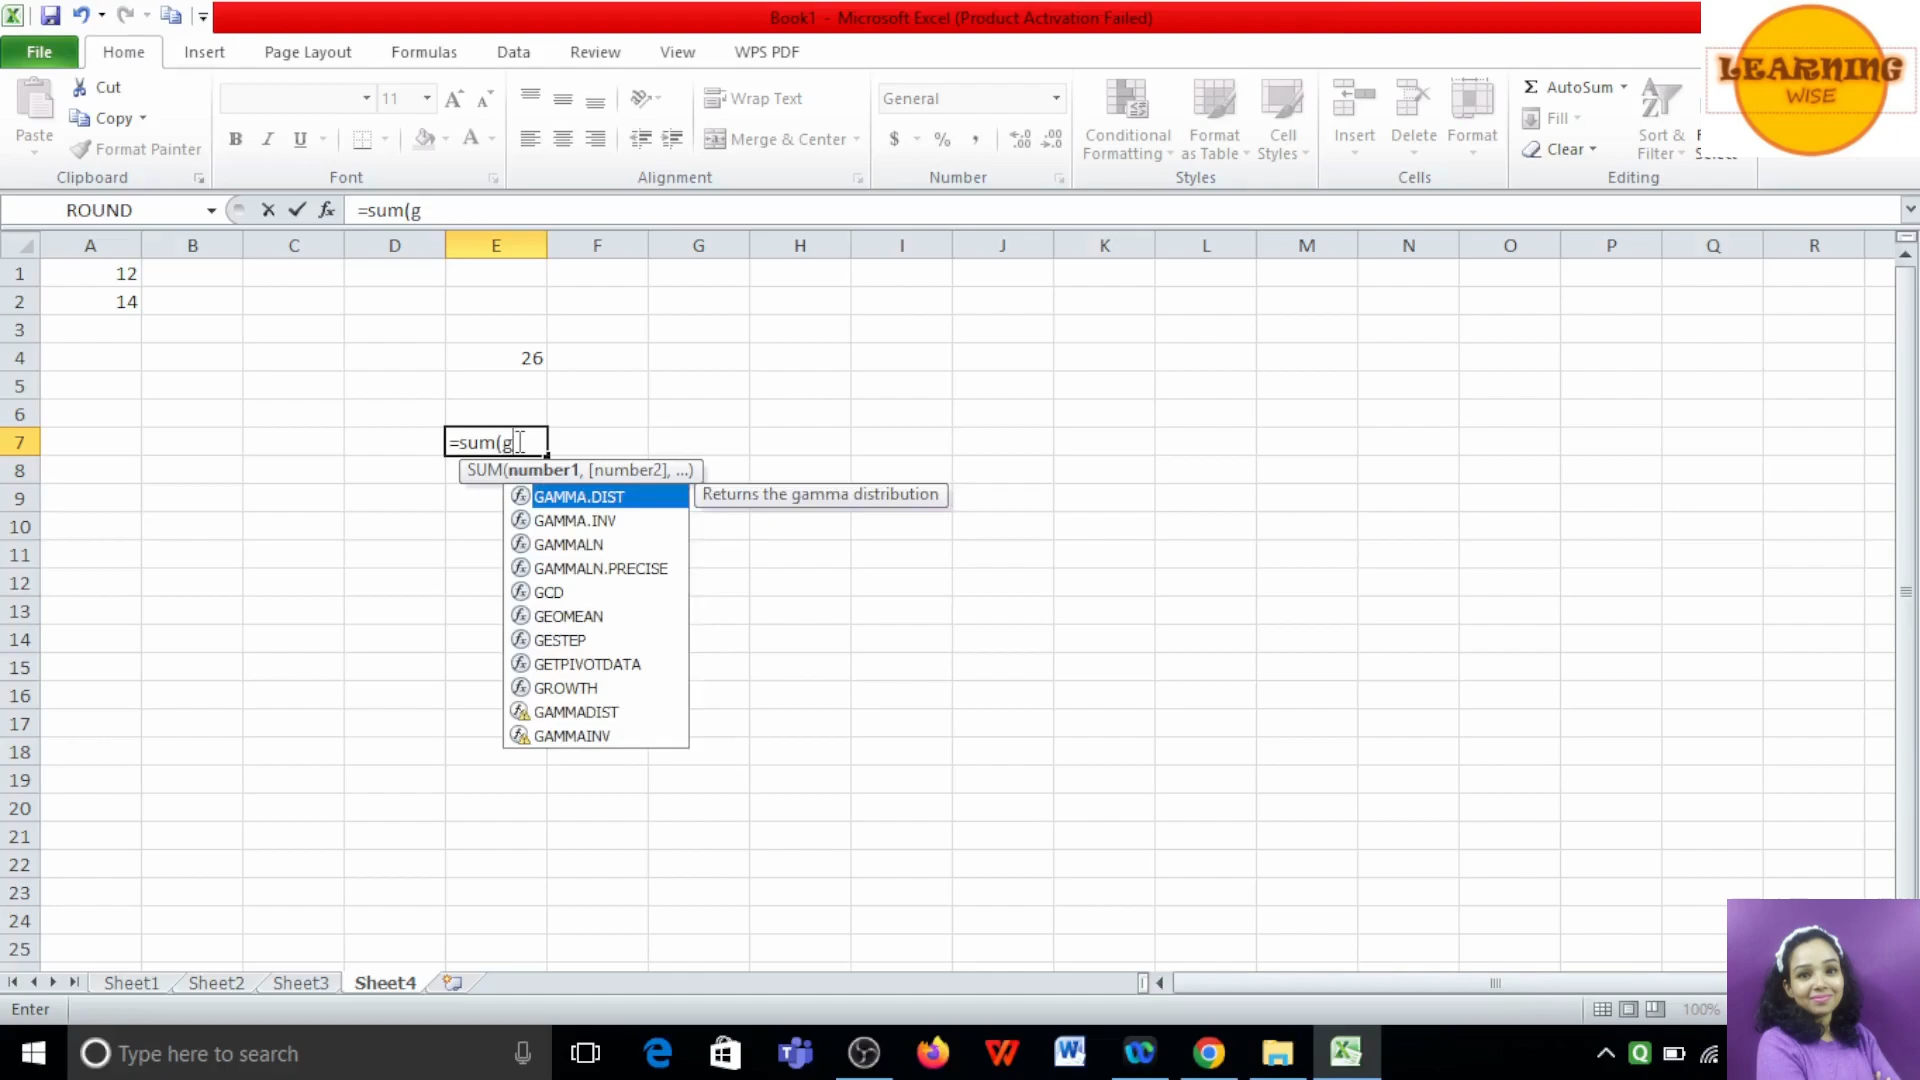 Book1 - Microsoft Excel (Product Activation Failed)
File Home Insert Page Layout Formulas Data Review View WPS PDF
LEARNING
WISE
Paste
Cut
Copy
Format Painter
Clipboard
11
A A
B I U
A
Font
Wrap Text
Merge & Center
Alignment
General
$ % ,
Number
Conditional
Formatting
Format
as Table
Cell
Styles
Styles
Insert
Delete
Format
Cells
Σ AutoSum
Fill
Clear
Sort &
Filter
Select
Editing
ROUND fx =sum(g
A B C D E F G H I J K L M N O P Q R
1 12
2 14
3
4 26
5
6
7 =sum(g
8 SUM(number1, [number2], ...)
9 GAMMA.DIST Returns the gamma distribution
10 GAMMA.INV
11 GAMMALN
12 GAMMALN.PRECISE
GCD
13 GEOMEAN
14 GESTEP
15 GETPIVOTDATA
16 GROWTH
17 GAMMADIST
18 GAMMAINV
19
20
21
22
23
24
25
Sheet1 Sheet2 Sheet3 Sheet4
Enter 100%
Type here to search